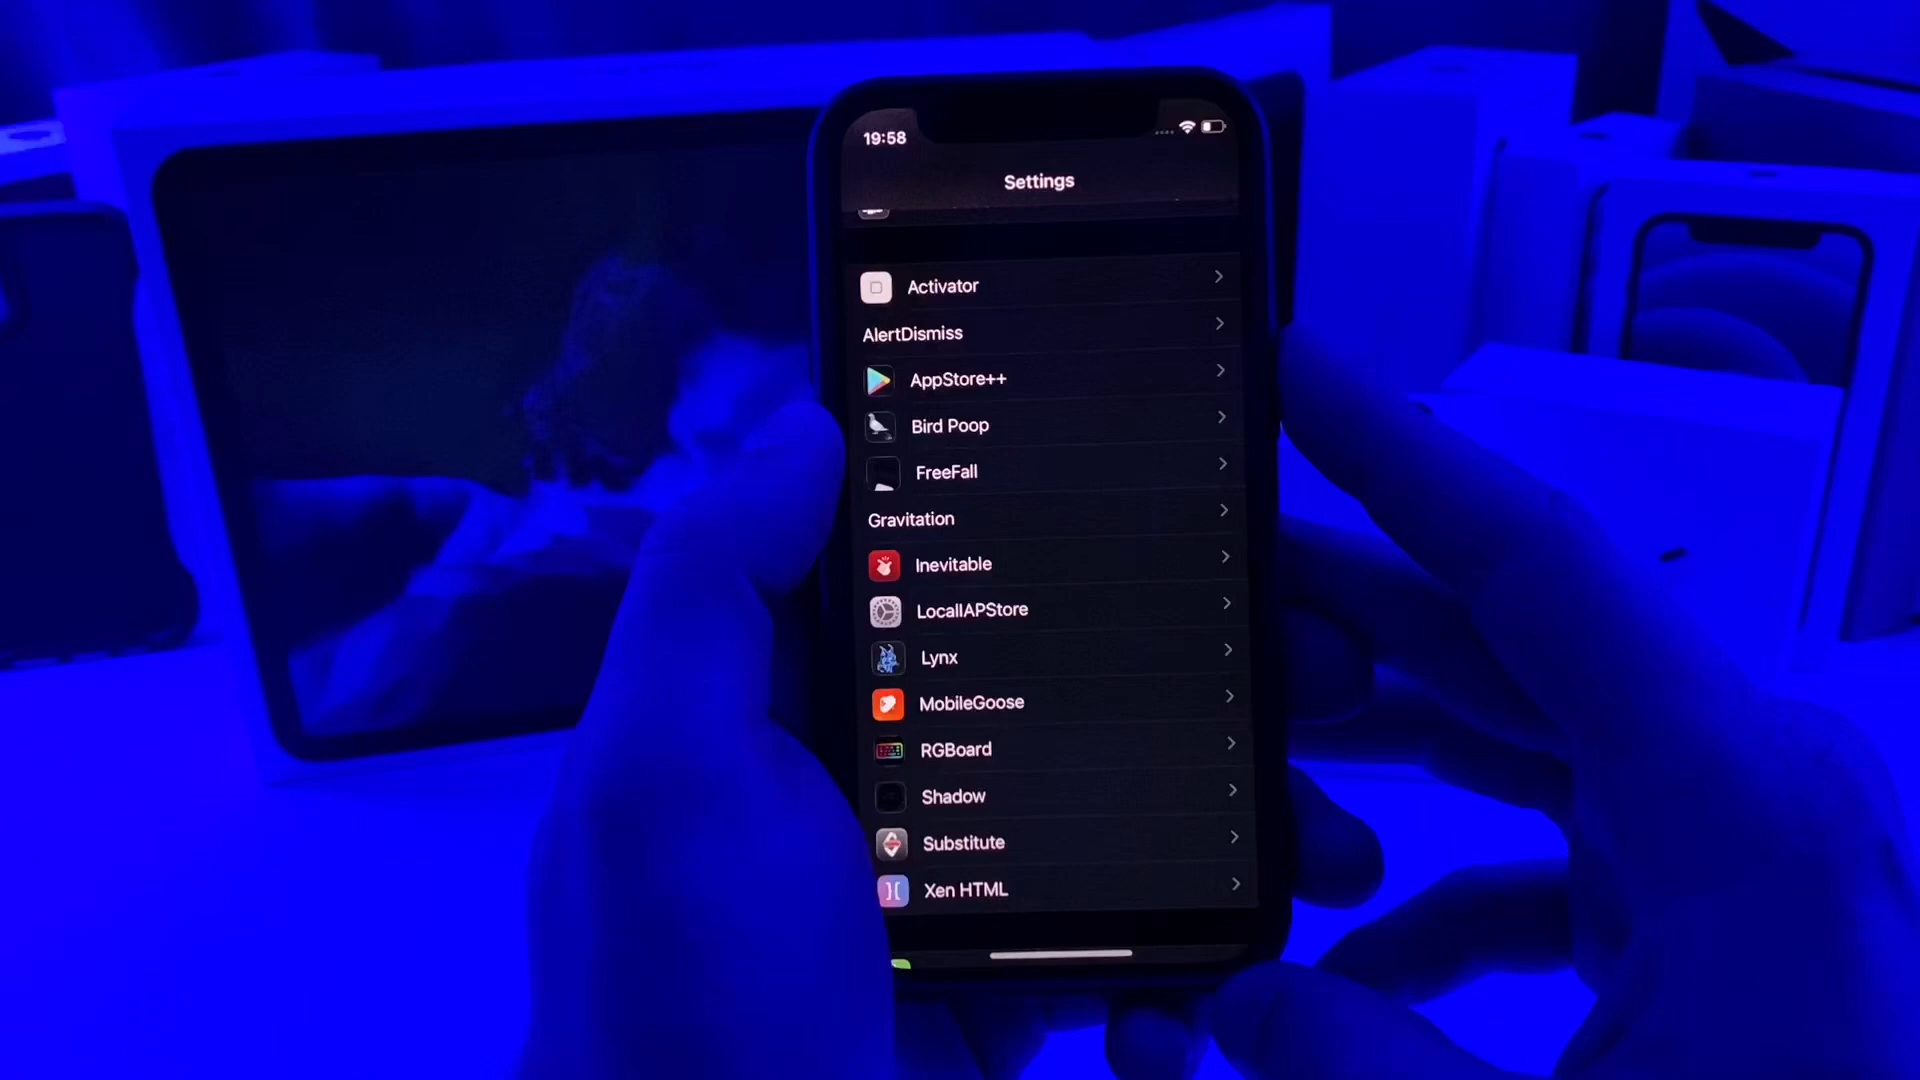 19:58
Settings
Activator
AlertDismiss
AppStore++
Bird Poop
FreeFall
Gravitation
Inevitable
LocalIAPStore
Lynx
MobileGoose
RGBoard
Shadow
Substitute
Xen HTML